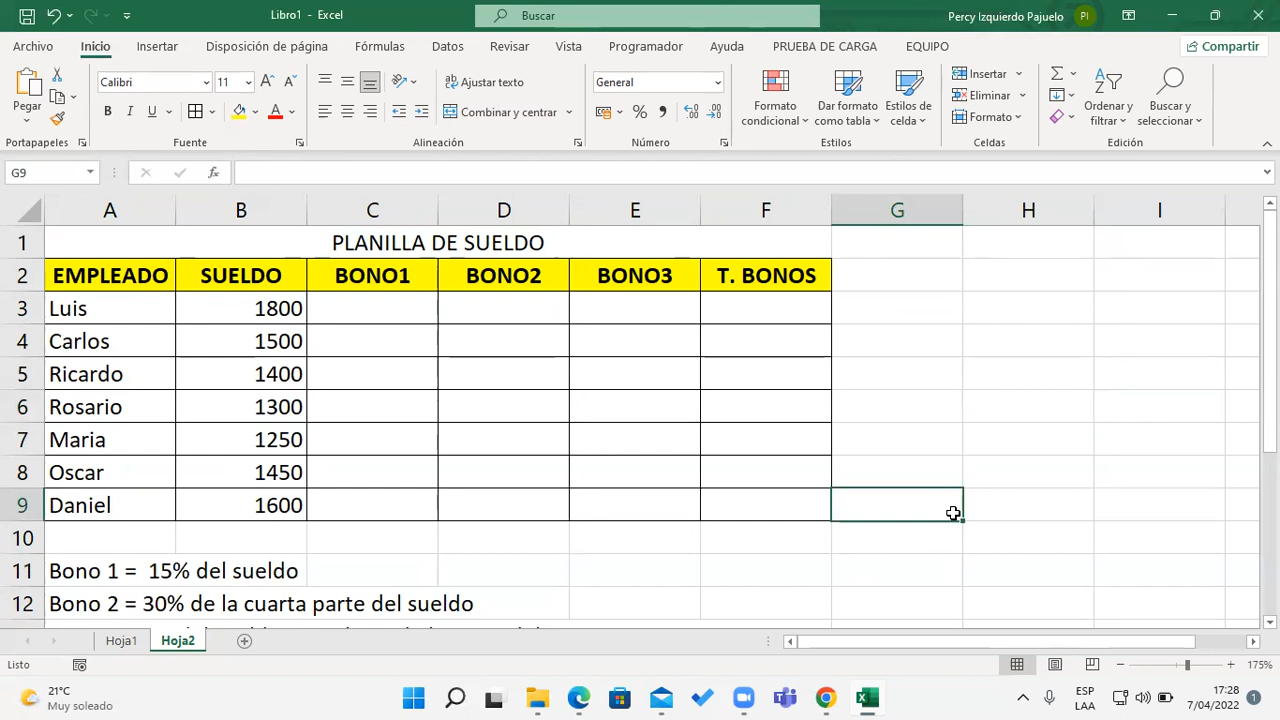 Libro1 - Excel
Buscar
Percy Izquierdo Pajuelo
PI
Archivo Inicio Insertar Disposición de página Fórmulas Datos Revisar Vista Programador Ayuda PRUEBA DE CARGA EQUIPO Compartir
Pegar
Calibri 11
N K S
Ajustar texto
Combinar y centrar
General
% ,
Formato condicional
Dar formato como tabla
Estilos de celda
Insertar
Eliminar
Formato
Ordenar y filtrar
Buscar y seleccionar
Portapapeles Fuente Alineación Número Estilos Celdas Edición
G9 fx
A B C D E F G H I
1 PLANILLA DE SUELDO
2 EMPLEADO SUELDO BONO1 BONO2 BONO3 T. BONOS
3 Luis 1800
4 Carlos 1500
5 Ricardo 1400
6 Rosario 1300
7 Maria 1250
8 Oscar 1450
9 Daniel 1600
10
11 Bono 1 = 15% del sueldo
12 Bono 2 = 30% de la cuarta parte del sueldo
Hoja1 Hoja2
Listo 175%
21°C
Muy soleado
ESP
LAA
17:28
7/04/2022
1